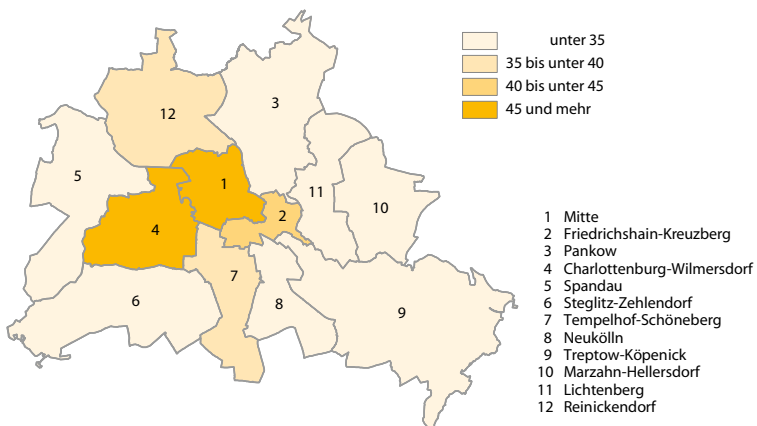 unter 35
35 bis unter 40
40 bis unter 45
45 und mehr
12
3
5
1
11
10
2
4
7
6
8
9
1 Mitte
2 Friedrichshain-Kreuzberg
3 Pankow
4 Charlottenburg-Wilmersdorf
5 Spandau
6 Steglitz-Zehlendorf
7 Tempelhof-Schöneberg
8 Neukölln
9 Treptow-Köpenick
10 Marzahn-Hellersdorf
11 Lichtenberg
12 Reinickendorf